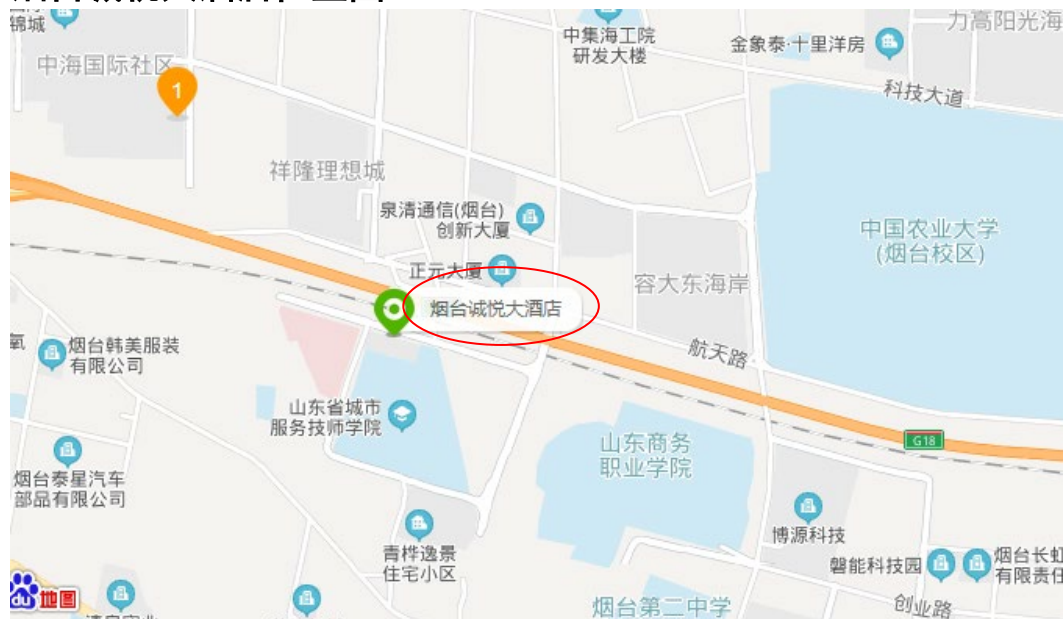 锦城
中海国际社区
1
中集海工院
研发大楼
金象泰·十里洋房
力高阳光海
科技大道
祥隆理想城
泉清通信(烟台)
创新大厦
中国农业大学
(烟台校区)
正元大厦
容大东海岸
烟台诚悦大酒店
航天路
氧
烟台韩美服装
有限公司
山东省城市
服务技师学院
山东商务
职业学院
G18
烟台泰星汽车
部品有限公司
博源科技
青桦逸景
住宅小区
磐能科技园
烟台长虹
有限责任
du 地图
烟台第二中学
创业路